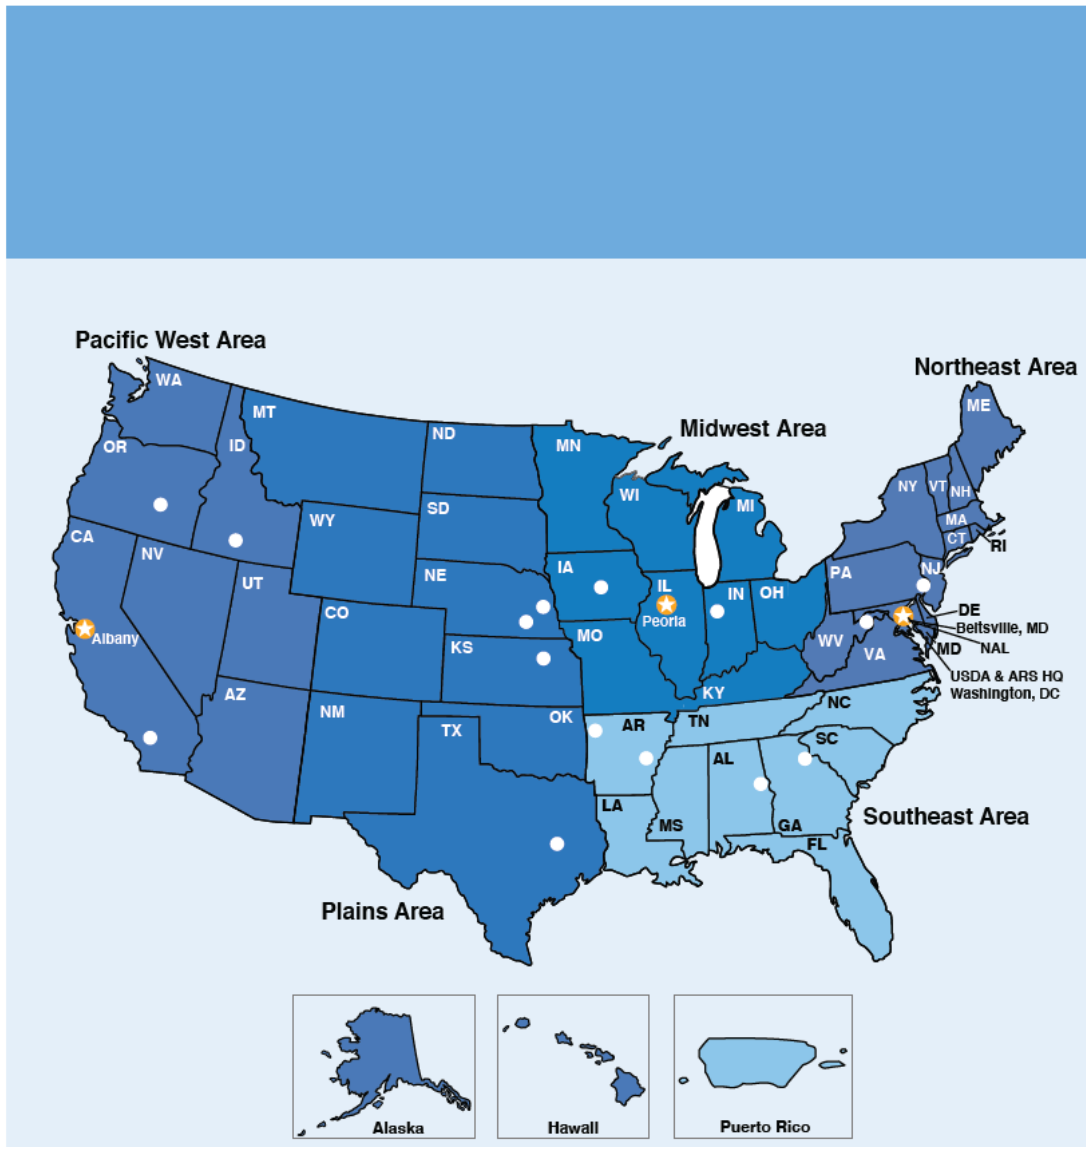 Pacific West Area
Northeast Area
Midwest Area
WA
MT
ND
MN
ME
OR
ID
WI
MI
NY
VT
NH
WY
SD
MA
CA
NV
CT
RI
UT
NE
IA
IL
IN
OH
PA
NJ
CO
Peoria
DE
Beltsville, MD
Albany
KS
MO
WV
VA
MD
NAL
USDA & ARS HQ
Washington, DC
AZ
NM
KY
NC
TX
OK
AR
TN
SC
AL
LA
MS
GA
FL
Southeast Area
Plains Area
Alaska
Hawaii
Puerto Rico